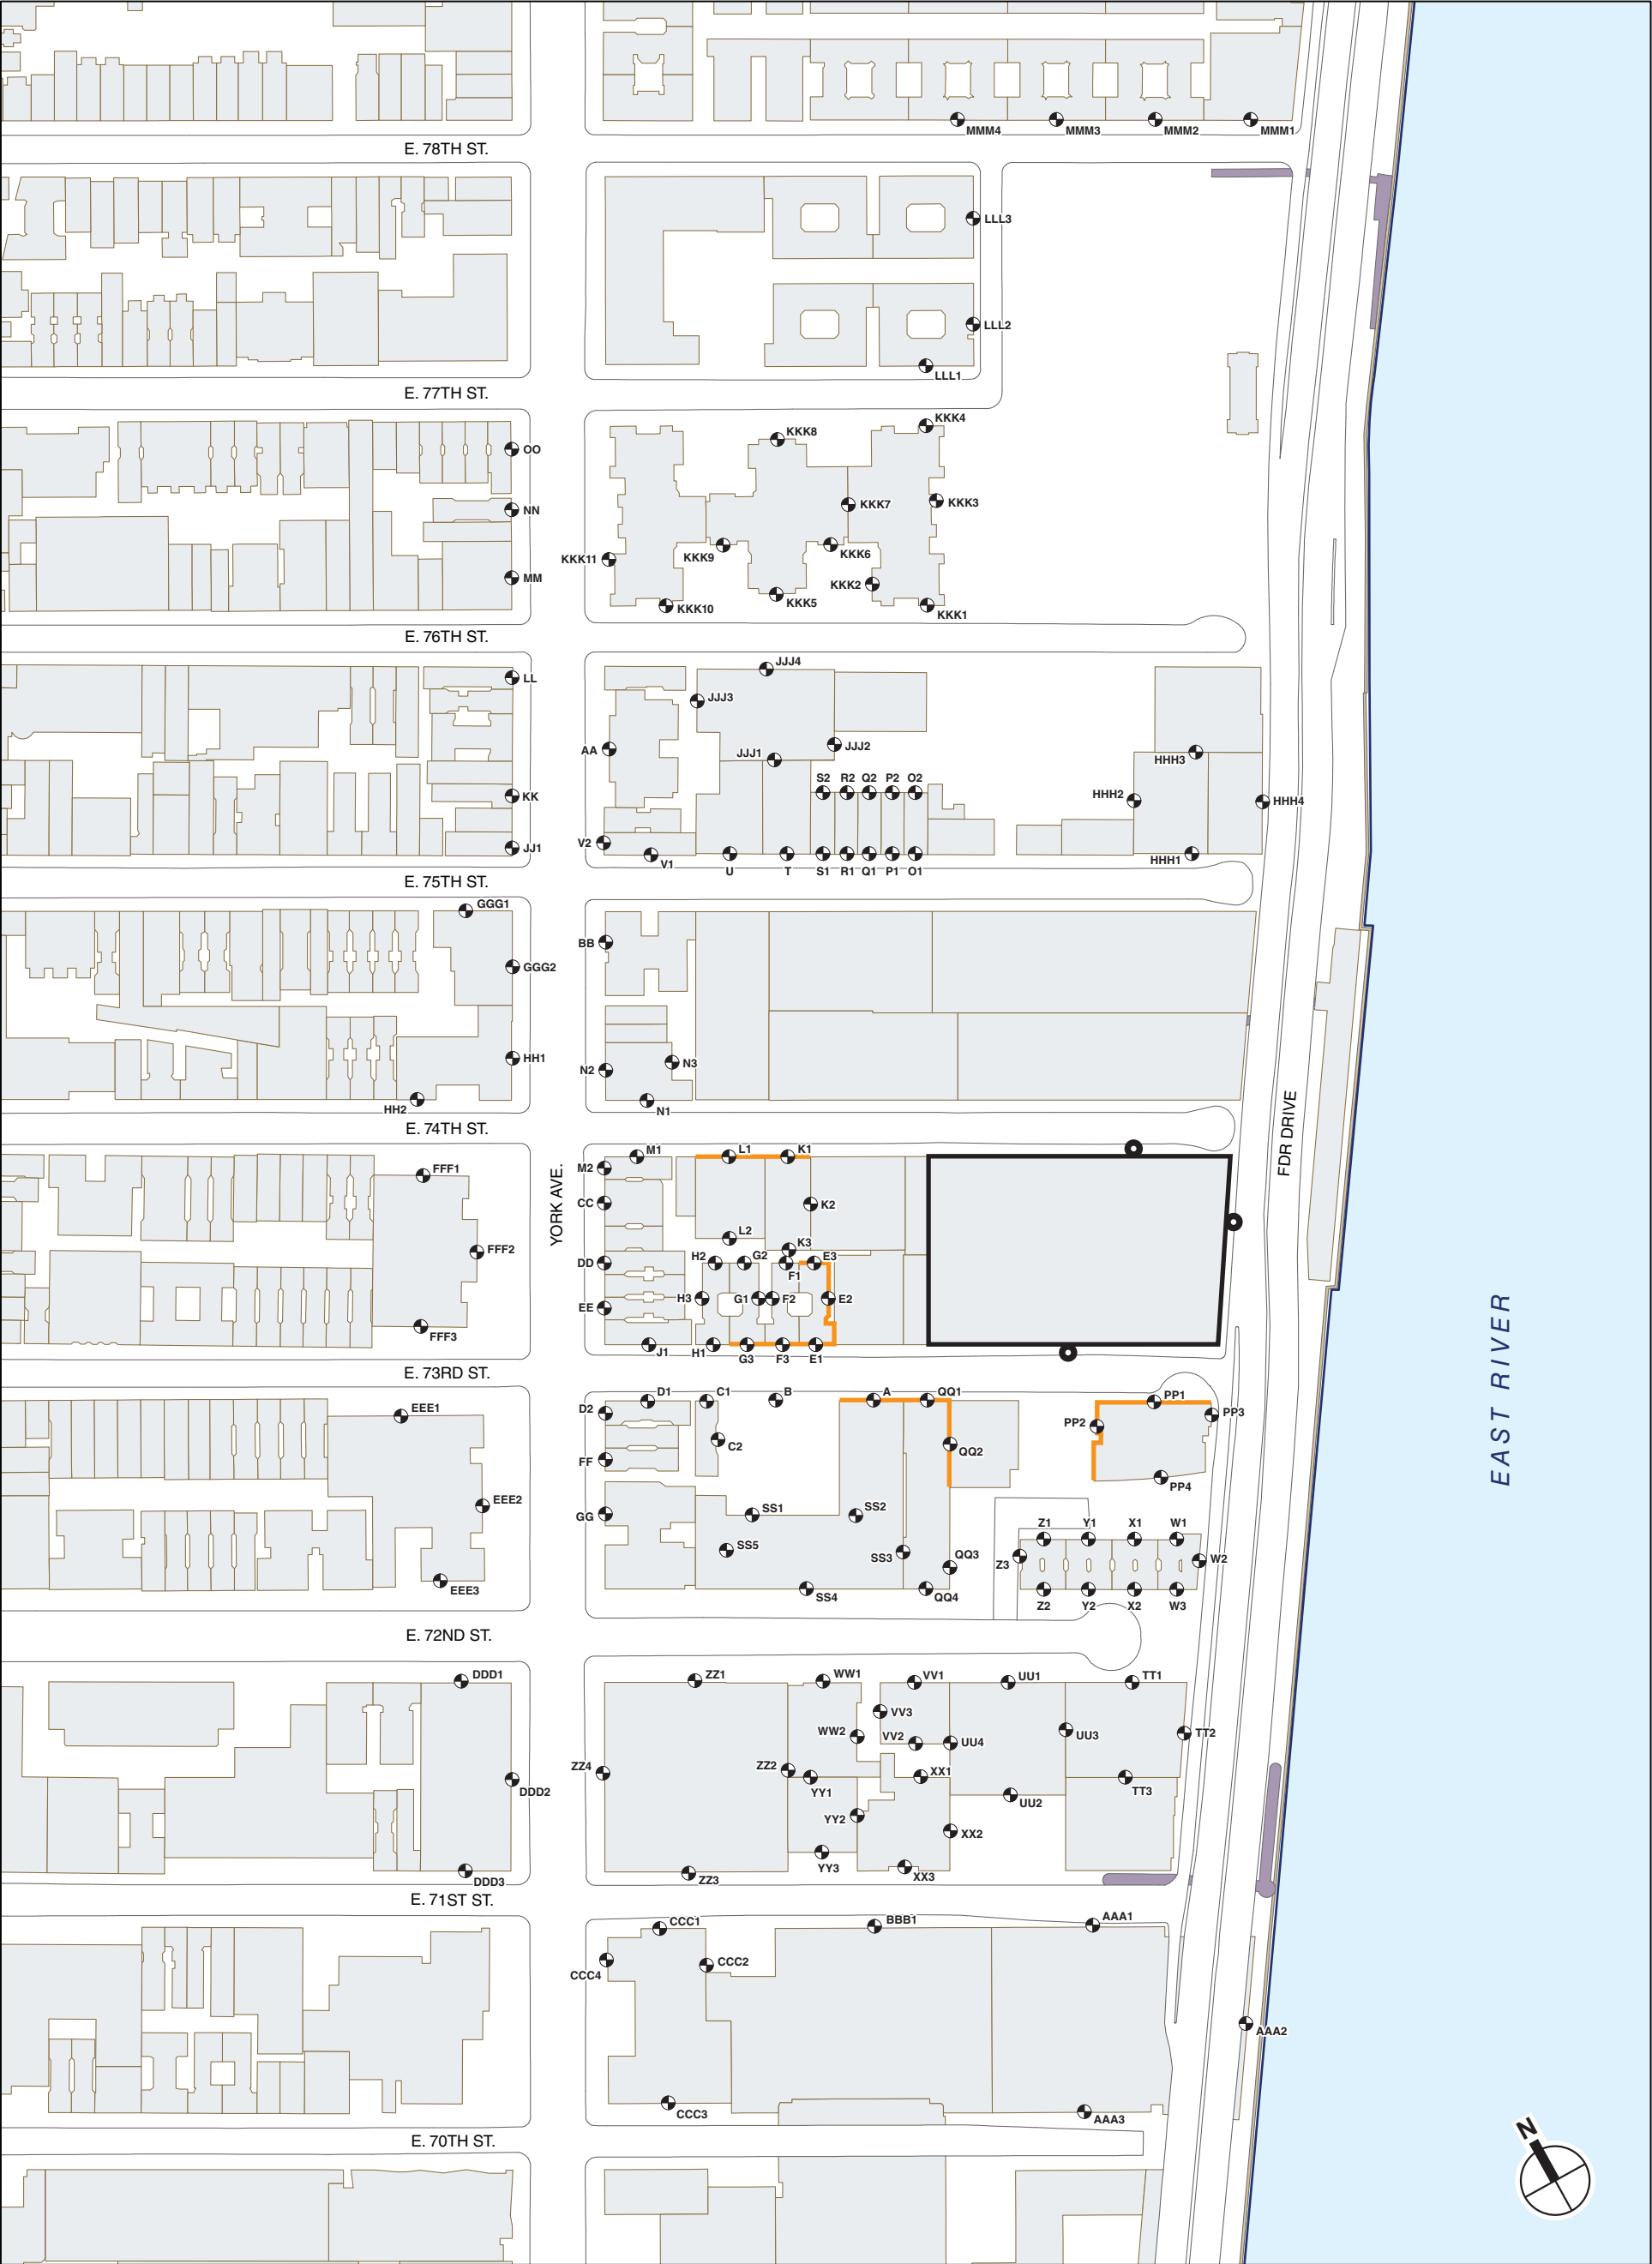 MMM4 MMM3 MMM2 MMM1
E. 78TH ST.
LLL3
LLL2
LLL1
E. 77TH ST.
KKK4
KKK8
OO
KKK3
KKK7
NN
KKK6
KKK9
KKK11
MM
KKK2
KKK5
KKK10
KKK1
E. 76TH ST.
JJJ4
LL
JJJ3
JJJ2
AA
JJJ1
HHH3
S2 R2 Q2 P2 O2
HHH2
KK
HHH4
V2
JJ1
V1
HHH1
U T S1 R1 Q1 P1 O1
E. 75TH ST.
GGG1
BB
GGG2
HH1
N3
N2
HH2
N1
E. 74TH ST.
FDR DRIVE
M1 L1 K1
M2
FFF1
CC
K2
YORK AVE.
L2
K3
FFF2
H2 G2 E3
DD
F1
H3 G1 F2 E2
EE
FFF3
J1 H1 G3 F3 E1
E. 73RD ST.
EAST RIVER
D1 C1 B A QQ1 PP1
D2
EEE1
PP3
PP2
C2
QQ2
FF
PP4
EEE2
SS1 SS2
GG
Z1 Y1 X1 W1
SS5
SS3
QQ3
Z3
W2
EEE3
SS4
QQ4
Z2 Y2 X2 W3
E. 72ND ST.
DDD1
ZZ1 WW1 VV1 UU1 TT1
VV3
WW2
VV2
UU4
UU3
TT2
ZZ4
ZZ2
XX1
DDD2
YY1
TT3
UU2
YY2
XX2
YY3
XX3
DDD3
ZZ3
E. 71ST ST.
CCC1
BBB1
AAA1
CCC2
CCC4
AAA2
CCC3
AAA3
E. 70TH ST.
N